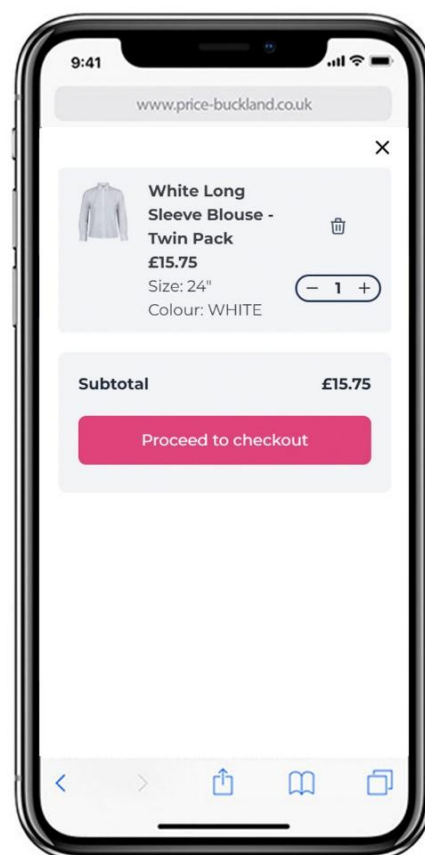 9:41
www.price-buckland.co.uk
White Long
Sleeve Blouse -
Twin Pack
£15.75
Size: 24"
Colour: WHITE
− 1 +
Subtotal £15.75
Proceed to checkout